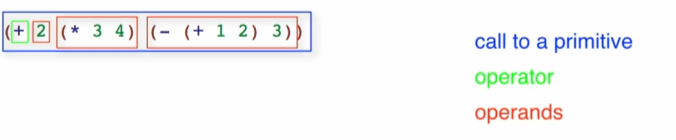 (+ 2 (* 3 4) (- (+ 1 2) 3))
call to a primitive
operator
operands